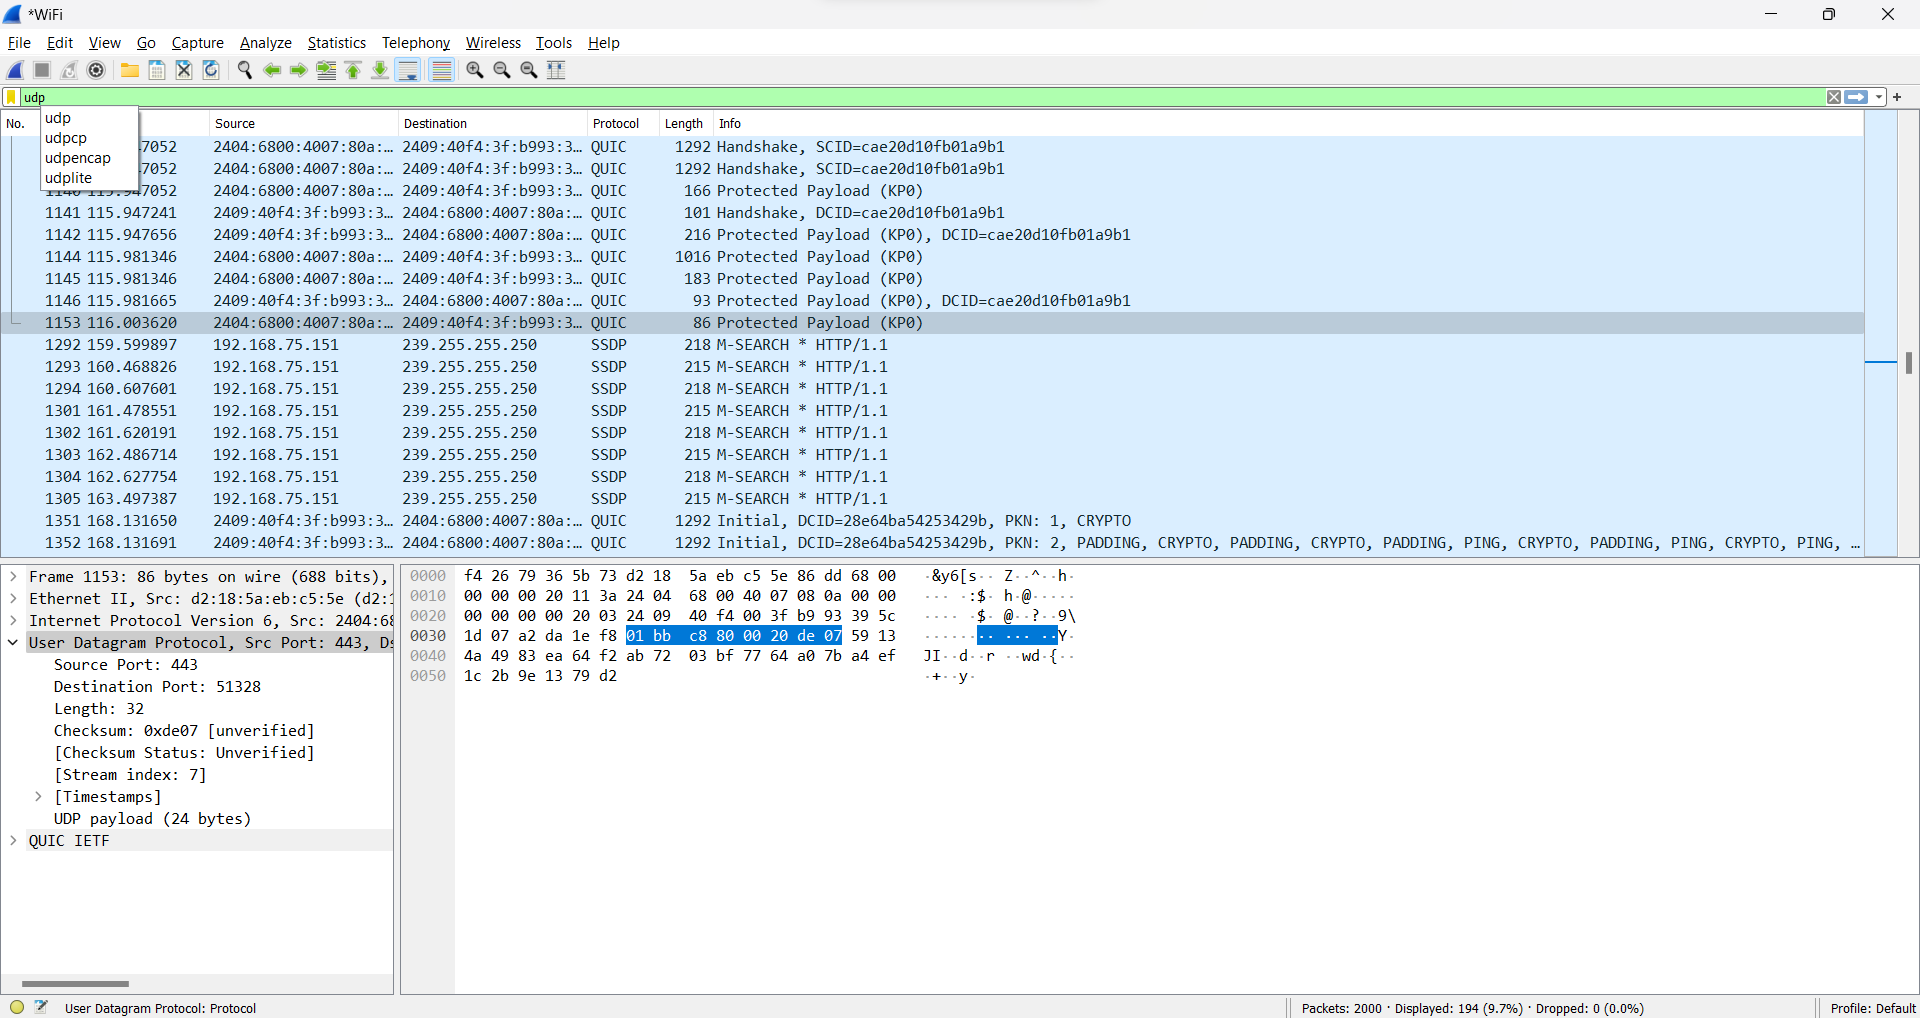 *WiFi
File Edit View Go Capture Analyze Statistics Telephony Wireless Tools Help
udp
udp
udpcp
udpencap
udplite
No. Source Destination Protocol Length Info
7052 2404:6800:4007:80a:… 2409:40f4:3f:b993:3… QUIC 1292 Handshake, SCID=cae20d10fb01a9b1
7052 2404:6800:4007:80a:… 2409:40f4:3f:b993:3… QUIC 1292 Handshake, SCID=cae20d10fb01a9b1
1140 115.947052 2404:6800:4007:80a:… 2409:40f4:3f:b993:3… QUIC 166 Protected Payload (KP0)
1141 115.947241 2409:40f4:3f:b993:3… 2404:6800:4007:80a:… QUIC 101 Handshake, DCID=cae20d10fb01a9b1
1142 115.947656 2409:40f4:3f:b993:3… 2404:6800:4007:80a:… QUIC 216 Protected Payload (KP0), DCID=cae20d10fb01a9b1
1144 115.981346 2404:6800:4007:80a:… 2409:40f4:3f:b993:3… QUIC 1016 Protected Payload (KP0)
1145 115.981346 2404:6800:4007:80a:… 2409:40f4:3f:b993:3… QUIC 183 Protected Payload (KP0)
1146 115.981665 2409:40f4:3f:b993:3… 2404:6800:4007:80a:… QUIC 93 Protected Payload (KP0), DCID=cae20d10fb01a9b1
1153 116.003620 2404:6800:4007:80a:… 2409:40f4:3f:b993:3… QUIC 86 Protected Payload (KP0)
1292 159.599897 192.168.75.151 239.255.255.250 SSDP 218 M-SEARCH * HTTP/1.1
1293 160.468826 192.168.75.151 239.255.255.250 SSDP 215 M-SEARCH * HTTP/1.1
1294 160.607601 192.168.75.151 239.255.255.250 SSDP 218 M-SEARCH * HTTP/1.1
1301 161.478551 192.168.75.151 239.255.255.250 SSDP 215 M-SEARCH * HTTP/1.1
1302 161.620191 192.168.75.151 239.255.255.250 SSDP 218 M-SEARCH * HTTP/1.1
1303 162.486714 192.168.75.151 239.255.255.250 SSDP 215 M-SEARCH * HTTP/1.1
1304 162.627754 192.168.75.151 239.255.255.250 SSDP 218 M-SEARCH * HTTP/1.1
1305 163.497387 192.168.75.151 239.255.255.250 SSDP 215 M-SEARCH * HTTP/1.1
1351 168.131650 2409:40f4:3f:b993:3… 2404:6800:4007:80a:… QUIC 1292 Initial, DCID=28e64ba54253429b, PKN: 1, CRYPTO
1352 168.131691 2409:40f4:3f:b993:3… 2404:6800:4007:80a:… QUIC 1292 Initial, DCID=28e64ba54253429b, PKN: 2, PADDING, CRYPTO, PADDING, CRYPTO, PADDING, PING, CRYPTO, PADDING, PING, CRYPTO, PING, …
Frame 1153: 86 bytes on wire (688 bits),
Ethernet II, Src: d2:18:5a:eb:c5:5e (d2:1
Internet Protocol Version 6, Src: 2404:68
User Datagram Protocol, Src Port: 443, Ds
Source Port: 443
Destination Port: 51328
Length: 32
Checksum: 0xde07 [unverified]
[Checksum Status: Unverified]
[Stream index: 7]
[Timestamps]
UDP payload (24 bytes)
QUIC IETF
0000 f4 26 79 36 5b 73 d2 18 5a eb c5 5e 86 dd 68 00 ·&y6[s·· Z··^··h·
0010 00 00 00 20 11 3a 24 04 68 00 40 07 08 0a 00 00 ··· ·:$· h·@·····
0020 00 00 00 00 20 03 24 09 40 f4 00 3f b9 93 39 5c ···· ·$· @··?··9\
0030 1d 07 a2 da 1e f8 01 bb c8 80 00 20 de 07 59 13 ········ ··· ··Y·
0040 4a 49 83 ea 64 f2 ab 72 03 bf 77 64 a0 7b a4 ef JI··d··r ··wd·{··
0050 1c 2b 9e 13 79 d2 ·+··y·
User Datagram Protocol: Protocol
Packets: 2000 · Displayed: 194 (9.7%) · Dropped: 0 (0.0%)
Profile: Default